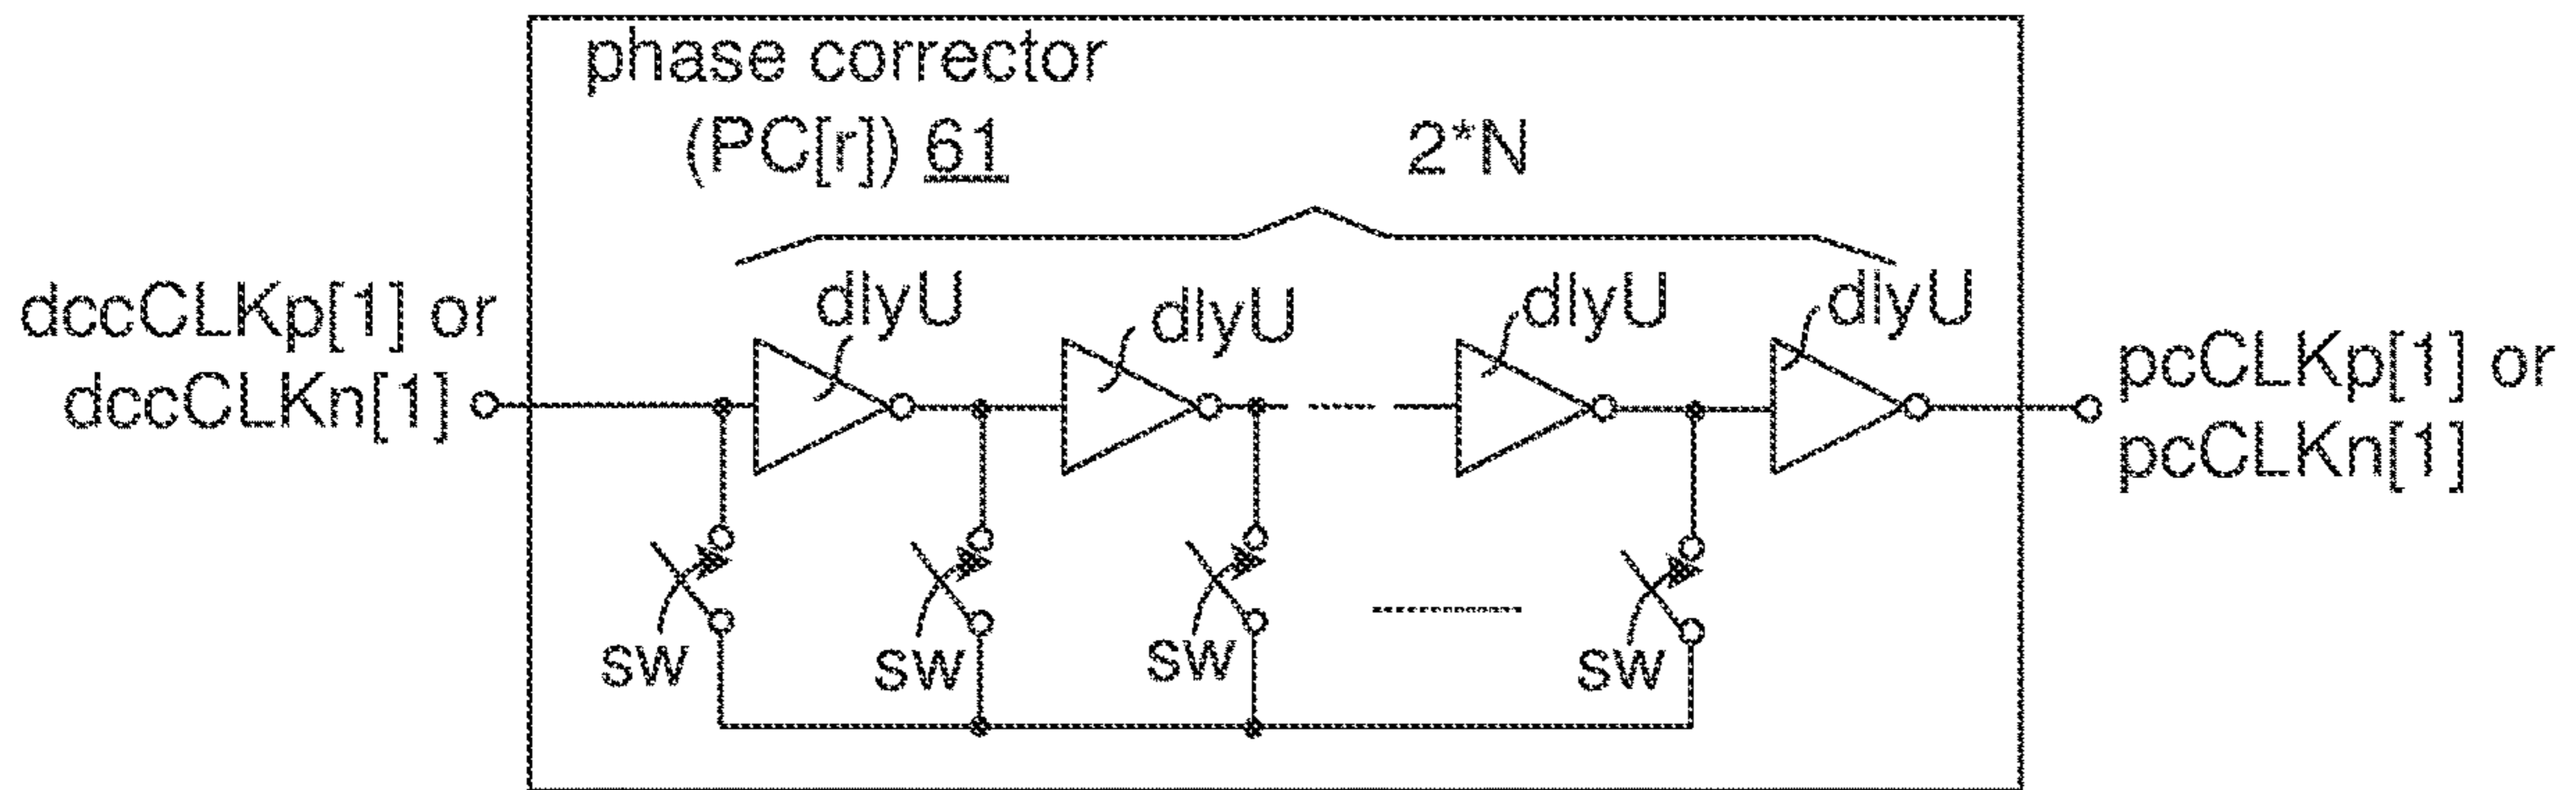 phase corrector
(PC[r]) 61
2*N
dlyU
dlyU
dlyU
dlyU
dccCLKp[1] or
dccCLKn[1]
pcCLKp[1] or
pcCLKn[1]
sw
sw
sw
sw